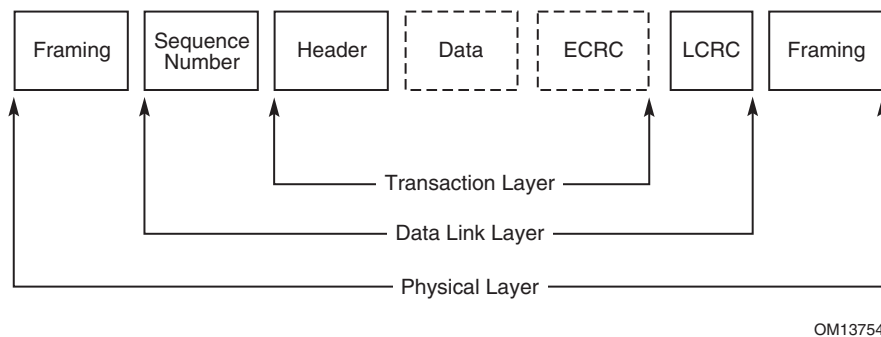 Framing
Sequence
Number
Header
Data
ECRC
LCRC
Framing
Transaction Layer
Data Link Layer
Physical Layer
OM13754